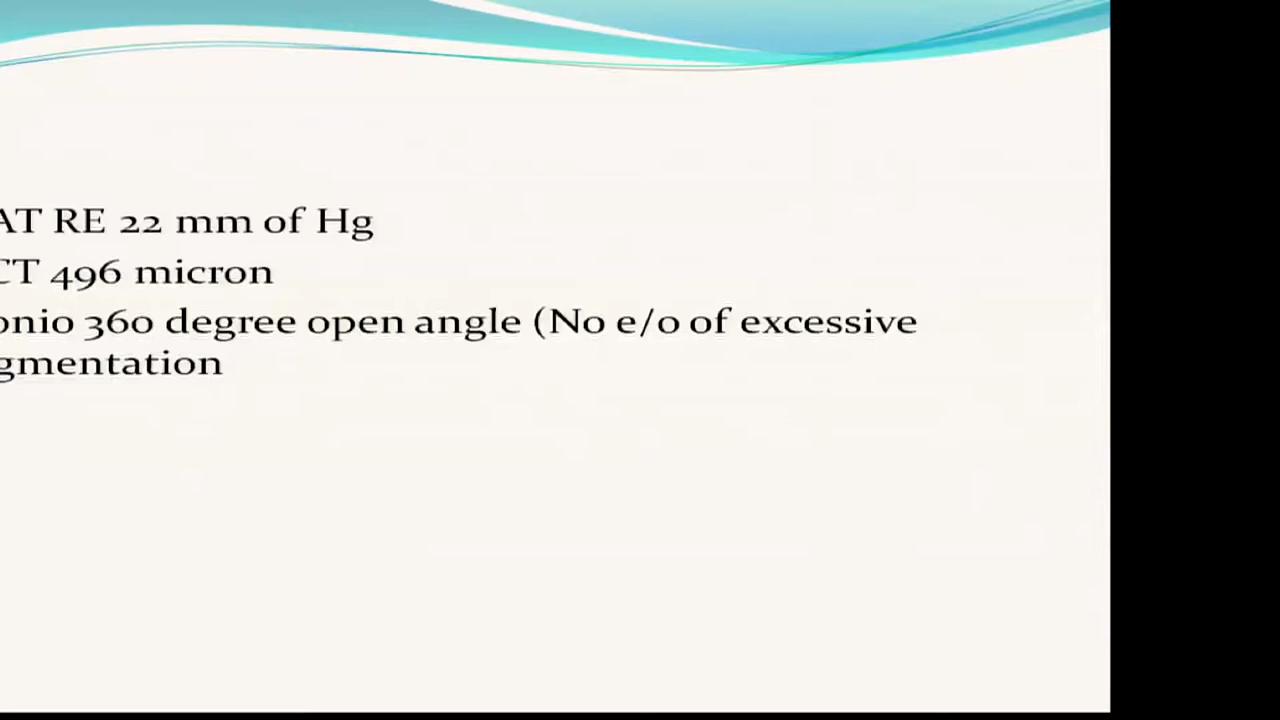 AT RE 22 mm of Hg
CT 496 micron
onio 360 degree open angle (No e/o of excessive
gmentation